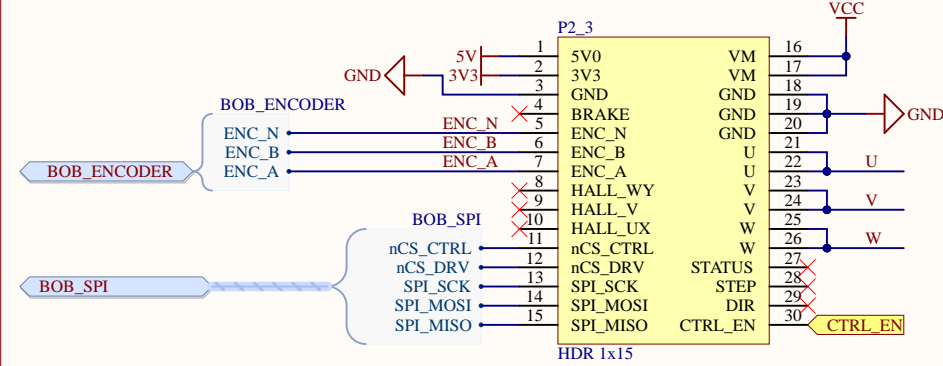 VCC
P2_3
5V 1 5V0 VM 16
3V3 2 3V3 VM 17
GND 3 GND GND 18
4 BRAKE GND 19 GND
BOB_ENCODER
ENC_N ENC_N 5 ENC_N GND 20
ENC_B ENC_B 6 ENC_B U 21
BOB_ENCODER ENC_A ENC_A 7 ENC_A U 22 U
8 HALL_WY V 23
9 HALL_V V 24 V
BOB_SPI
10 HALL_UX W 25
nCS_CTRL 11 nCS_CTRL W 26 W
nCS_DRV 12 nCS_DRV STATUS 27
BOB_SPI SPI_SCK 13 SPI_SCK STEP 28
SPI_MOSI 14 SPI_MOSI DIR 29
SPI_MISO 15 SPI_MISO CTRL_EN 30 CTRL_EN
HDR 1x15